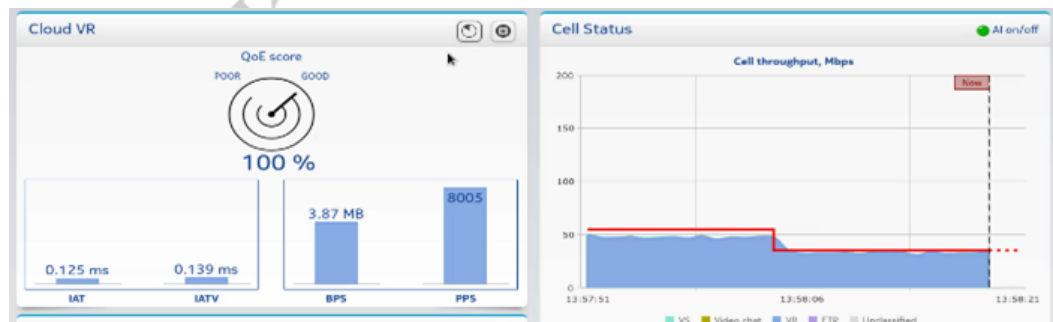 Cloud VR
QoE score
POOR GOOD
100 %
0.125 ms
0.139 ms
3.87 MB
8005
IAT IATV BPS PPS
Cell Status
AI on/off
Cell throughput, Mbps
Now
200
150
100
50
0
13:57:51 13:58:06 13:58:21
VS Video chat VR FTP Unclassified